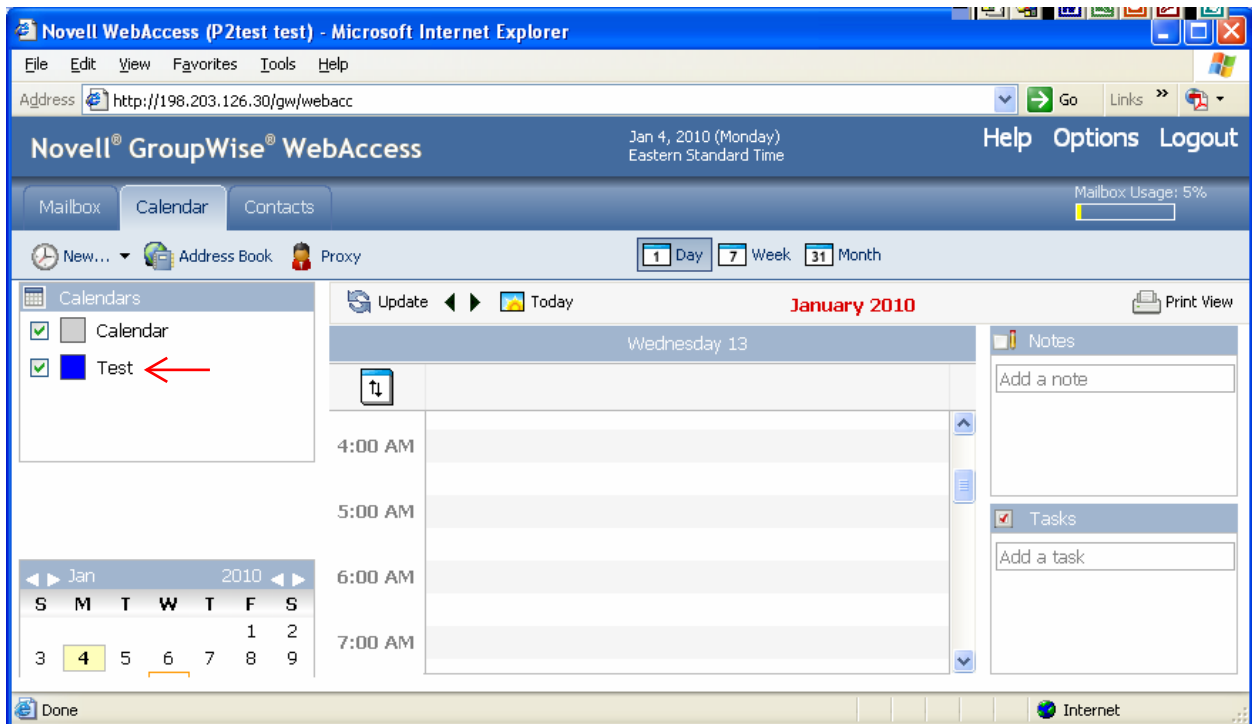 Novell WebAccess (P2test test) - Microsoft Internet Explorer
File Edit View Favorites Tools Help
Address http://198.203.126.30/gw/webacc Go Links »
Novell® GroupWise® WebAccess
Jan 4, 2010 (Monday)
Eastern Standard Time
Help Options Logout
Mailbox Calendar Contacts
Mailbox Usage: 5%
New... Address Book Proxy
1 Day 7 Week 31 Month
Calendars
Calendar
Test
Update Today January 2010 Print View
Wednesday 13
4:00 AM
5:00 AM
6:00 AM
7:00 AM
Notes
Add a note
Tasks
Add a task
Jan 2010
S M T W T F S
1 2
3 4 5 6 7 8 9
Done Internet